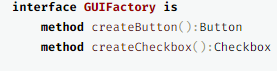 interface GUIFactory is
method createButton():Button
method createCheckbox():Checkbox